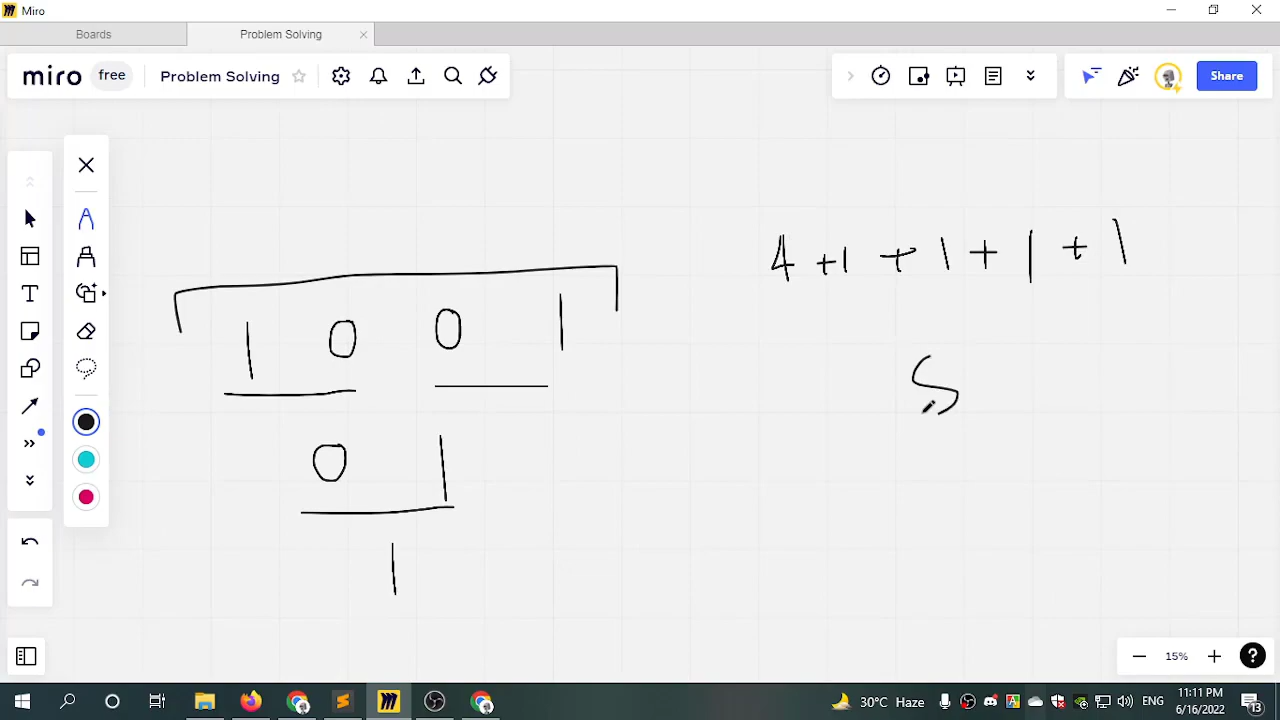 Miro
Boards
Problem Solving
miro
free
Problem Solving
Share
4 +1 + 1 + 1 + 1
1 0 0 1
0 1
1
15%
30°C Haze
ENG
11:11 PM
6/16/2022
13